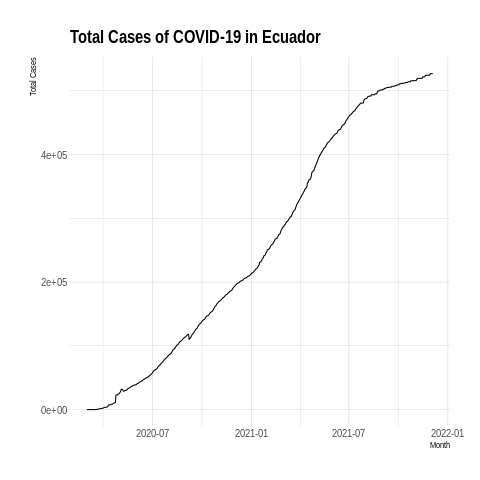 Total Cases of COVID-19 in Ecuador
Total Cases
4e+05
2e+05
0e+00
2020-07 2021-01 2021-07 2022-01
Month